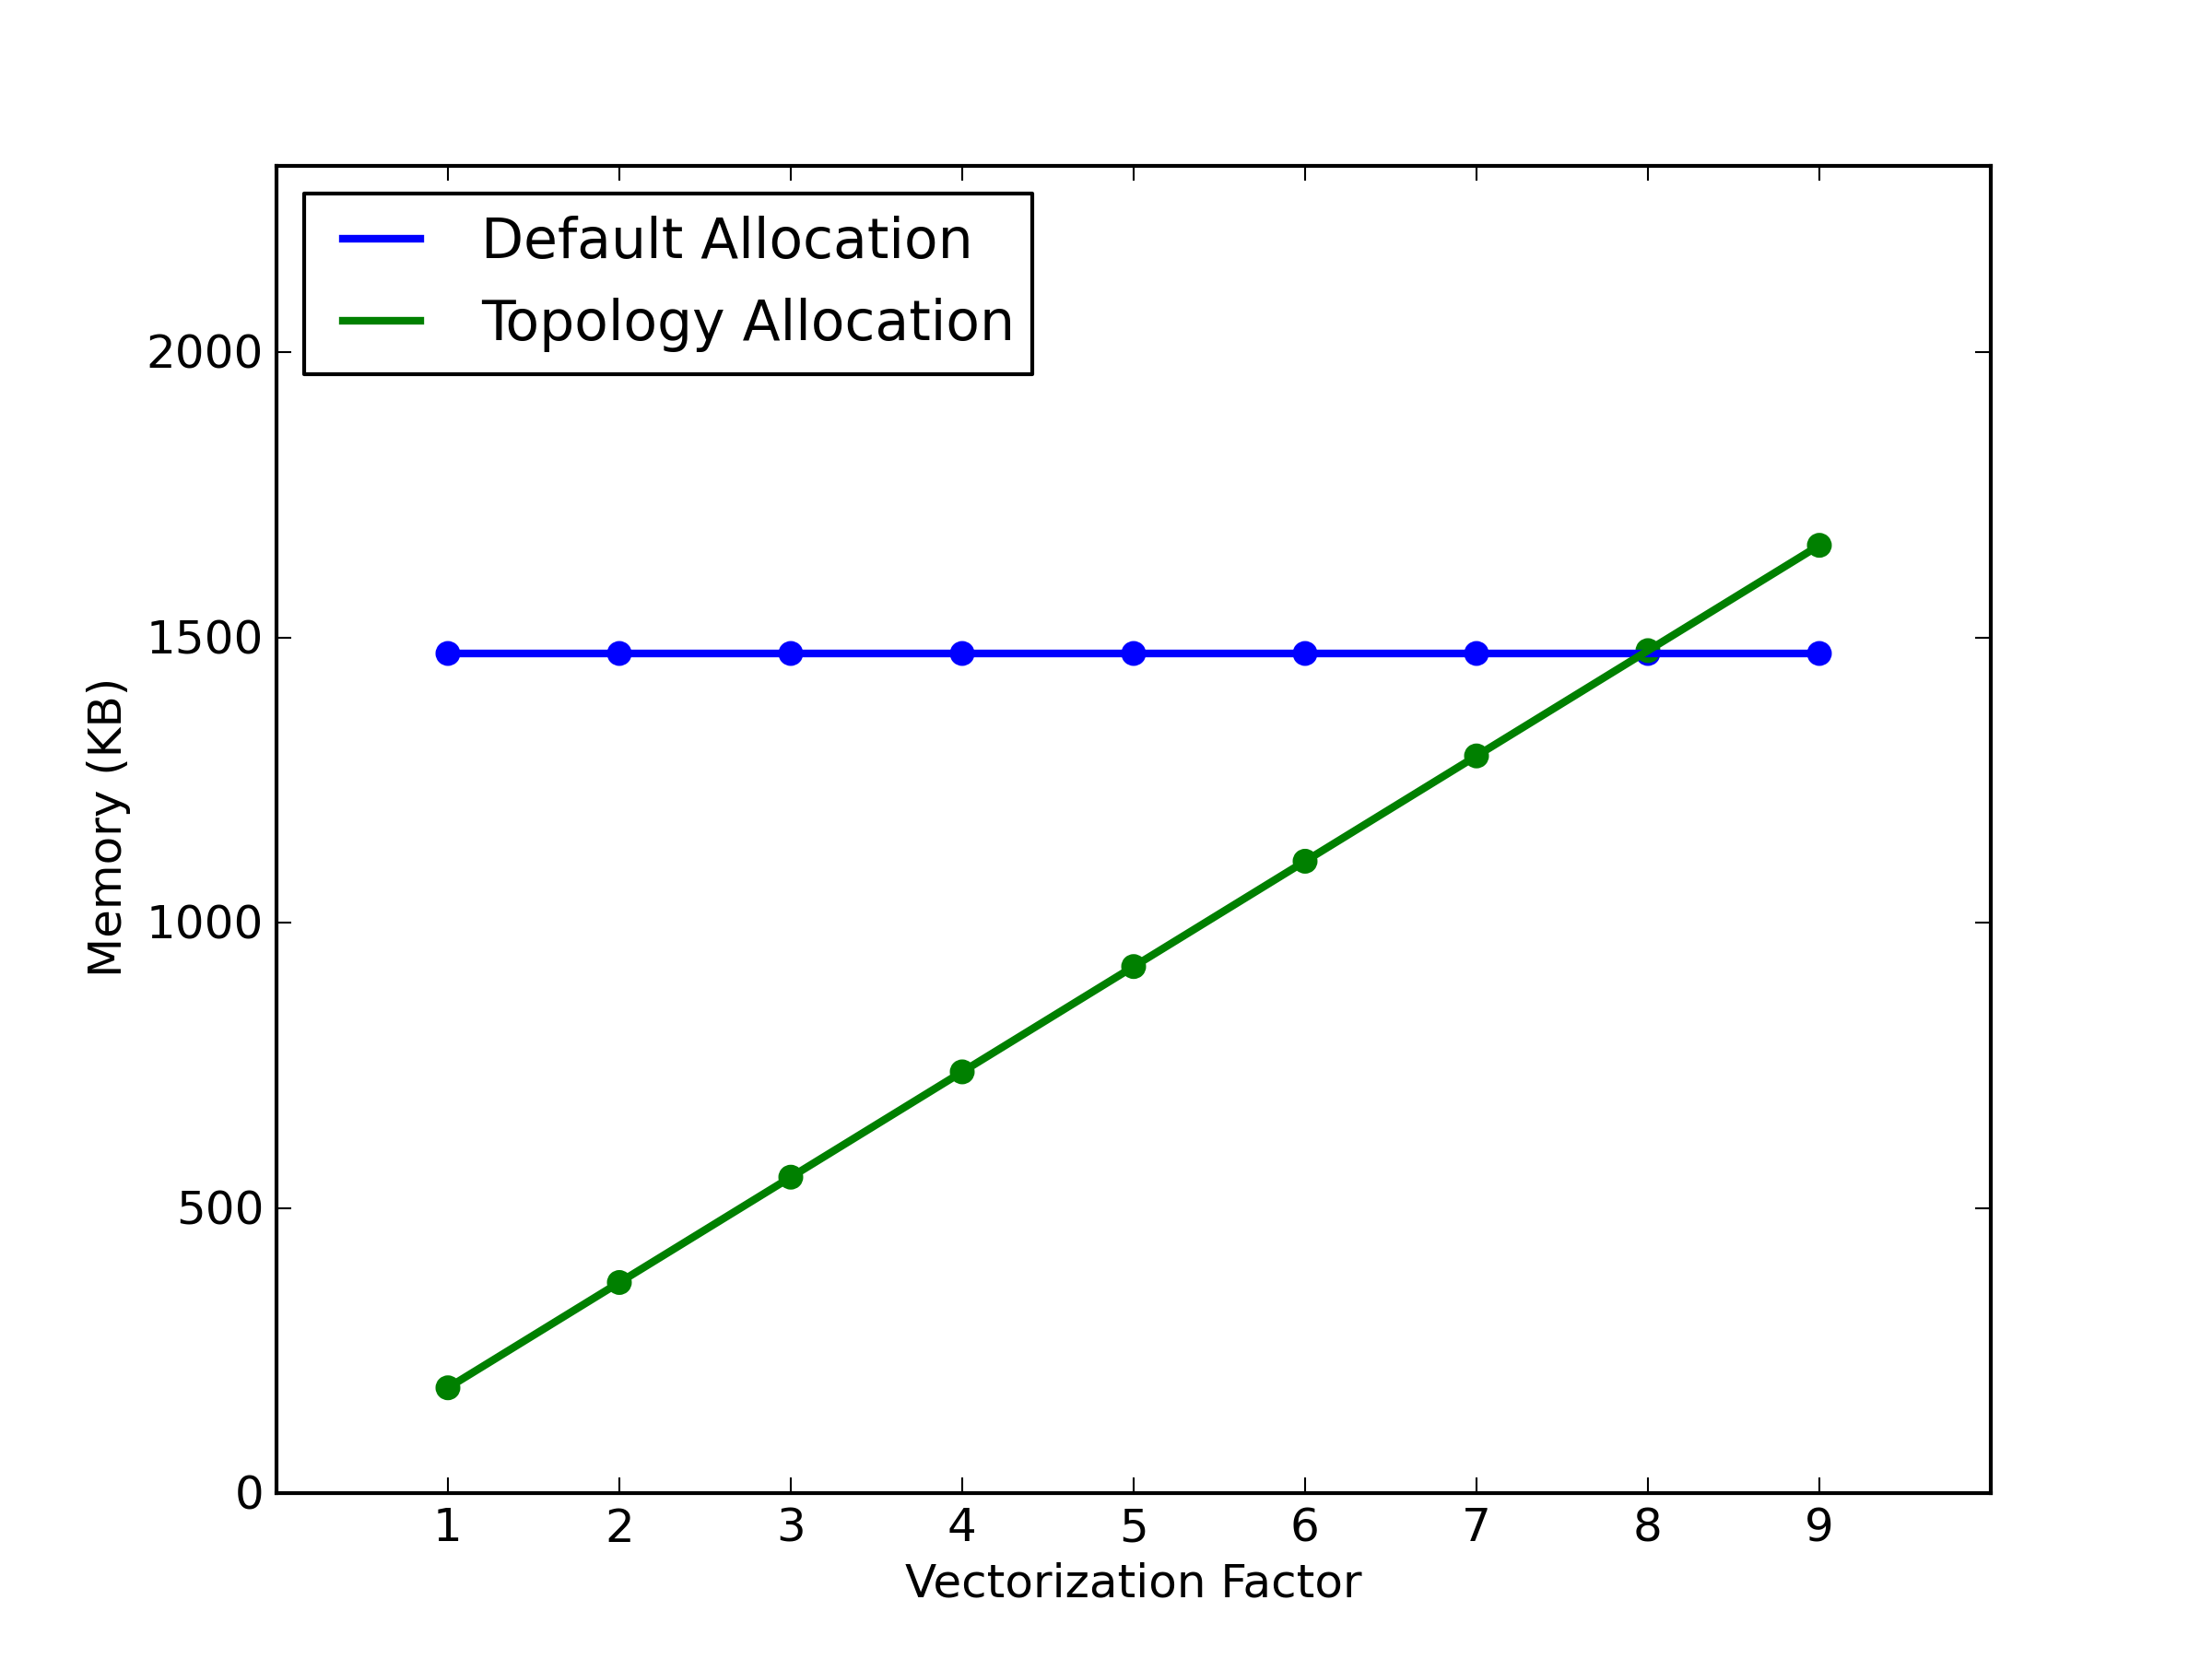 Default Allocation
Topology Allocation
2000
1500
1000
500
0
Memory (KB)
1 2 3 4 5 6 7 8 9
Vectorization Factor